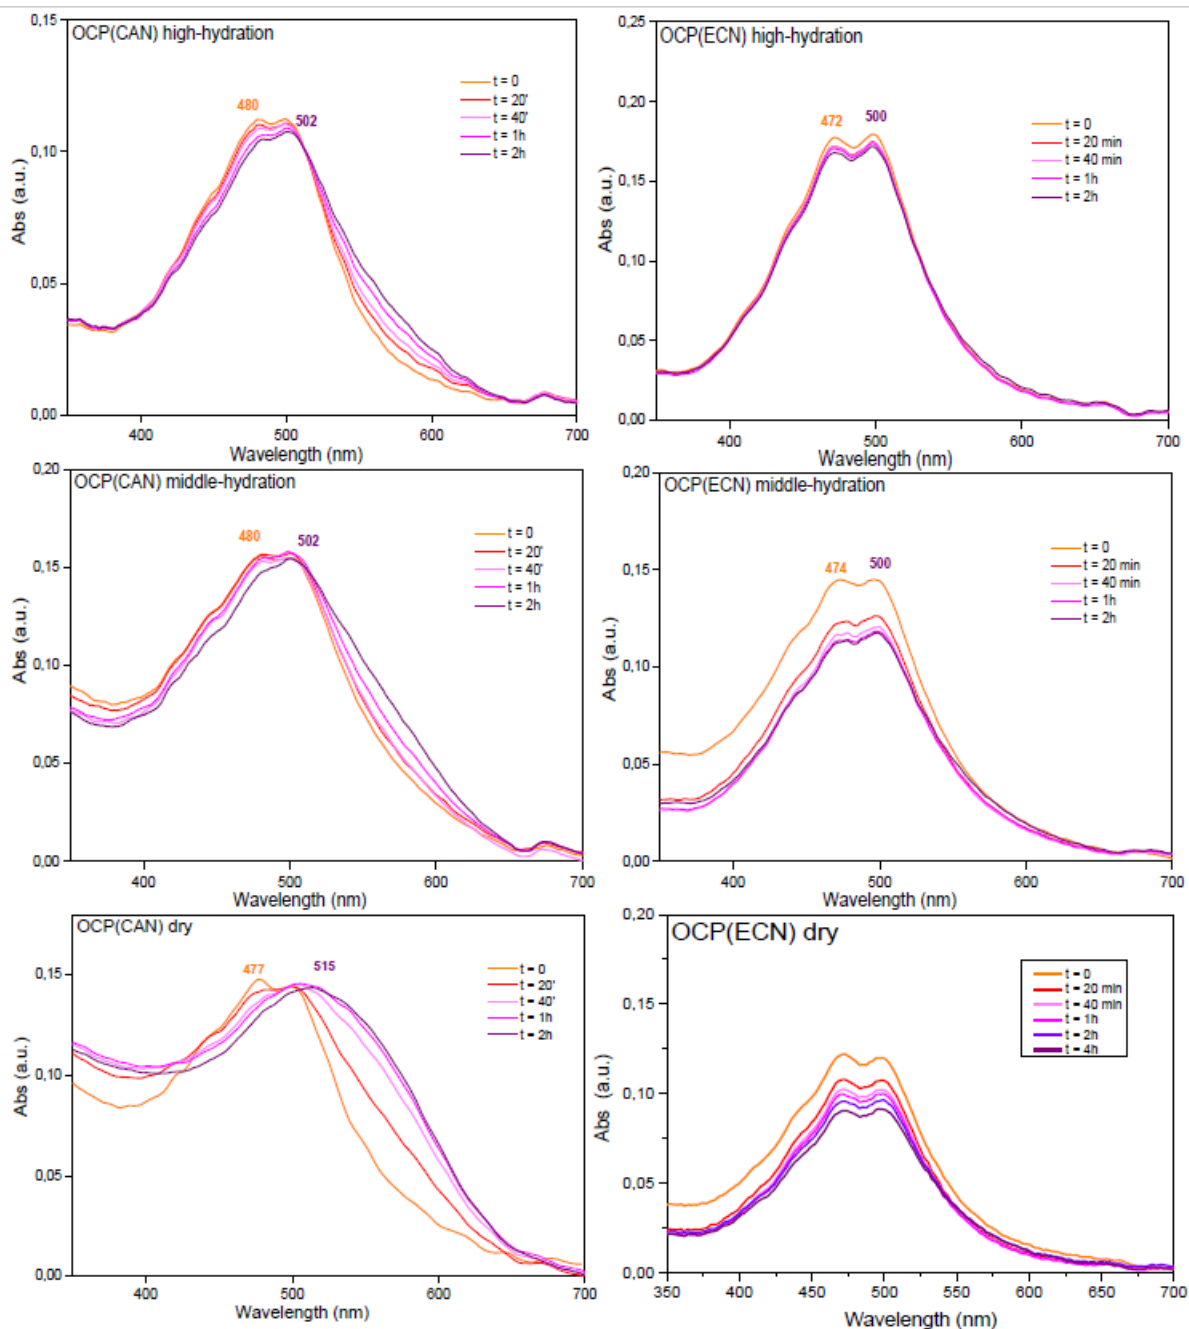 OCP(CAN) high-hydration
0,15
0,10
0,05
0,00
Abs (a.u.)
480
502
t = 0
t = 20'
t = 40'
t = 1h
t = 2h
400
500
600
700
Wavelength (nm)
OCP(ECN) high-hydration
0,25
0,20
0,15
0,10
0,05
0,00
Abs (a.u.)
472
500
t = 0
t = 20 min
t = 40 min
t = 1h
t = 2h
400
500
600
700
Wavelength (nm)
OCP(CAN) middle-hydration
0,20
0,15
0,10
0,05
0,00
Abs (a.u.)
480
502
t = 0
t = 20'
t = 40'
t = 1h
t = 2h
400
500
600
700
Wavelength (nm)
OCP(ECN) middle-hydration
0,20
0,15
0,10
0,05
0,00
Abs (a.u.)
474
500
t = 0
t = 20 min
t = 40 min
t = 1h
t = 2h
400
500
600
700
Wavelength (nm)
OCP(CAN) dry
0,15
0,10
0,05
0,00
Abs (a.u.)
477
515
t = 0
t = 20'
t = 40'
t = 1h
t = 2h
400
500
600
700
Wavelength (nm)
OCP(ECN) dry
0,20
0,15
0,10
0,05
0,00
Abs (a.u.)
t = 0
t = 20 min
t = 40 min
t = 1h
t = 2h
t = 4h
350
400
450
500
550
600
650
700
Wavelength (nm)